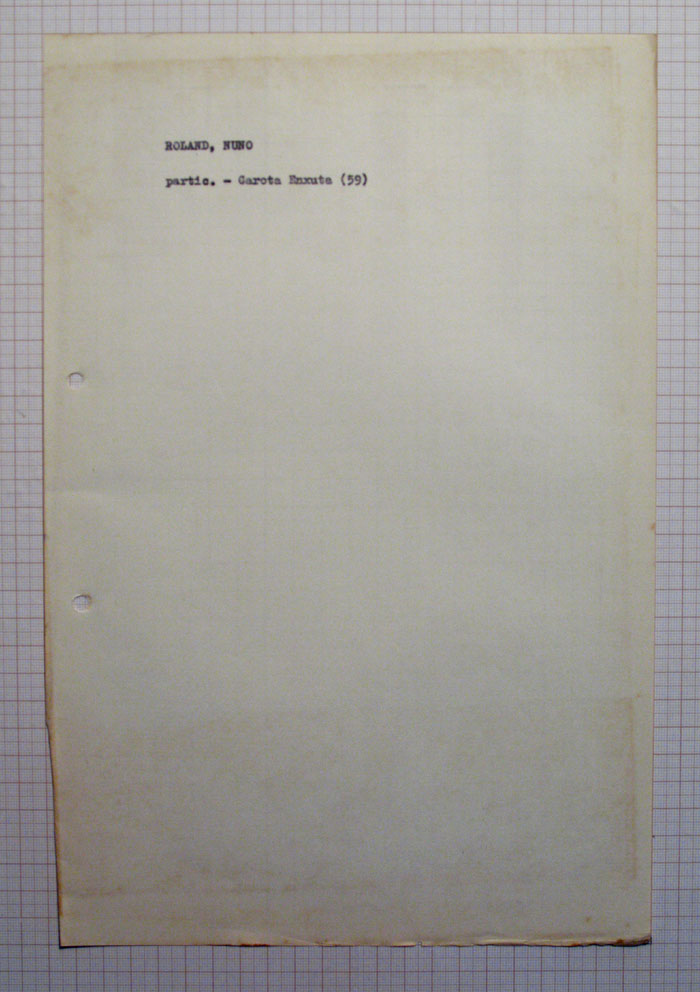 ROLAND, NUNO
partic. - Garota Enxuta (59)